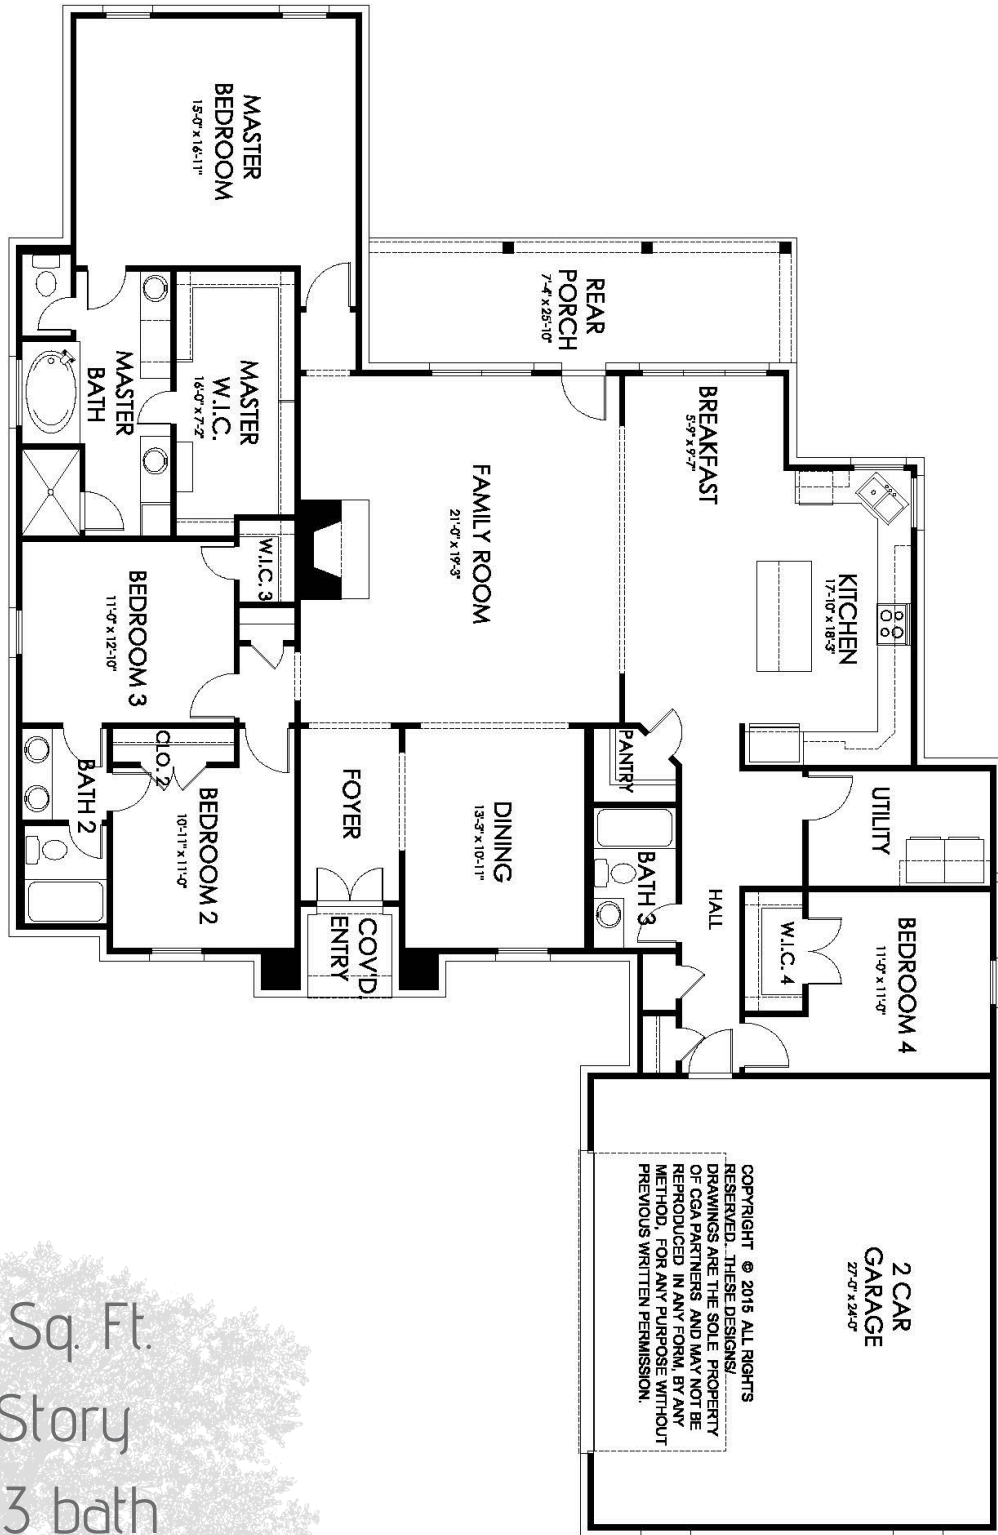 MASTER
BEDROOM
15'-0" x 16'-11"
REAR
PORCH
7'-4" x 25'-10"
MASTER
BATH
MASTER
W.I.C.
16'-0" x 7'-2"
BREAKFAST
5'-9" x 9'-7"
FAMILY ROOM
21'-0" x 19'-3"
KITCHEN
17'-10" x 18'-3"
W.I.C. 3
BEDROOM 3
11'-0" x 12'-10"
PANTRY
CLO. 2
BATH 2
BEDROOM 2
10'-11" x 11'-0"
FOYER
DINING
13'-3" x 10'-11"
UTILITY
BATH 3
HALL
COV'D.
ENTRY
W.I.C. 4
BEDROOM 4
11'-0" x 11'-0"
2 CAR
GARAGE
27'-0" x 24'-0"
COPYRIGHT © 2015 ALL RIGHTS
RESERVED. THESE DESIGNS/
DRAWINGS ARE THE SOLE PROPERTY
OF CGA PARTNERS AND MAY NOT BE
REPRODUCED IN ANY FORM, BY ANY
METHOD, FOR ANY PURPOSE WITHOUT
PREVIOUS WRITTEN PERMISSION.
Sq. Ft.
Story
3 bath